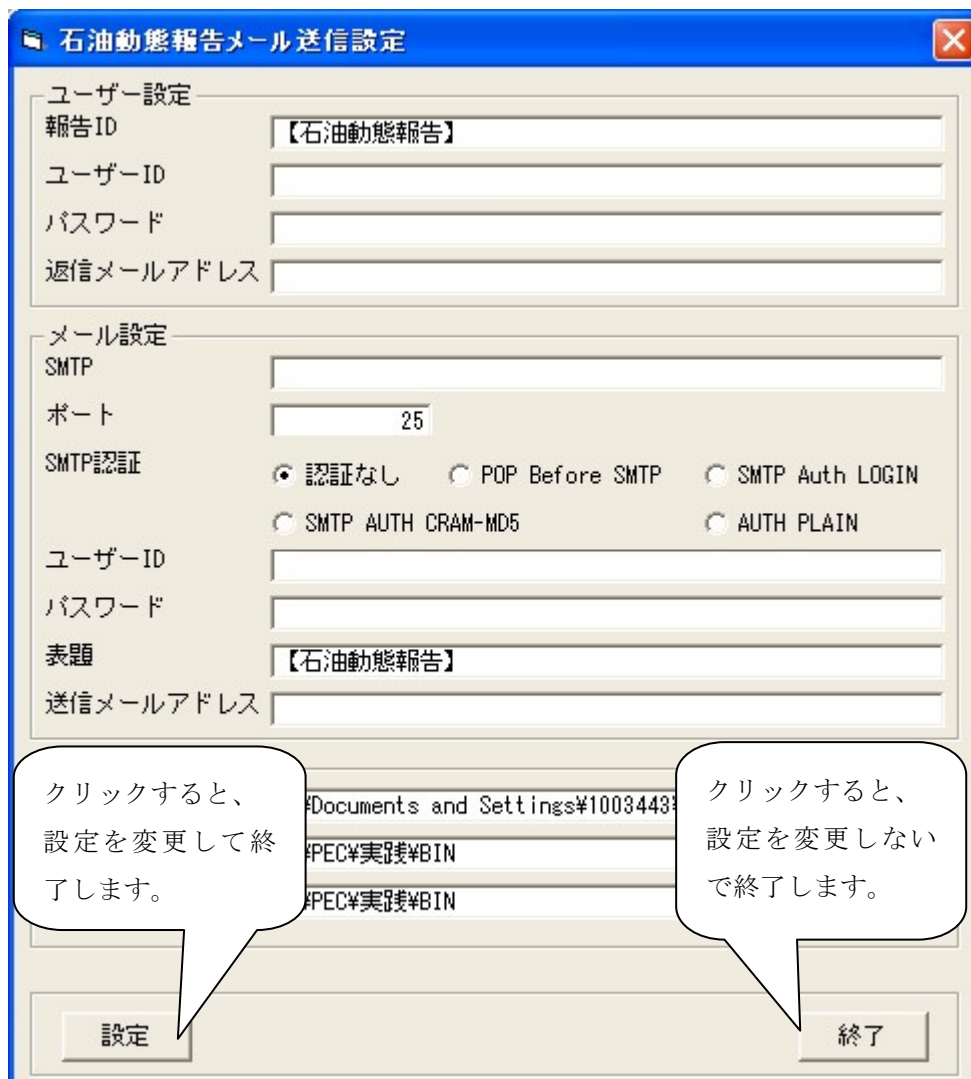 石油動態報告メール送信設定
ユーザー設定
報告ID 【石油動態報告】
ユーザーID
パスワード
返信メールアドレス
メール設定
SMTP
ポート 25
SMTP認証 認証なし POP Before SMTP SMTP Auth LOGIN
SMTP AUTH CRAM-MD5 AUTH PLAIN
ユーザーID
パスワード
表題 【石油動態報告】
送信メールアドレス
クリックすると、
設定を変更して終
了します。
¥Documents and Settings¥1003443¥
¥PEC¥実践¥BIN
¥PEC¥実践¥BIN
クリックすると、
設定を変更しない
で終了します。
設定 終了